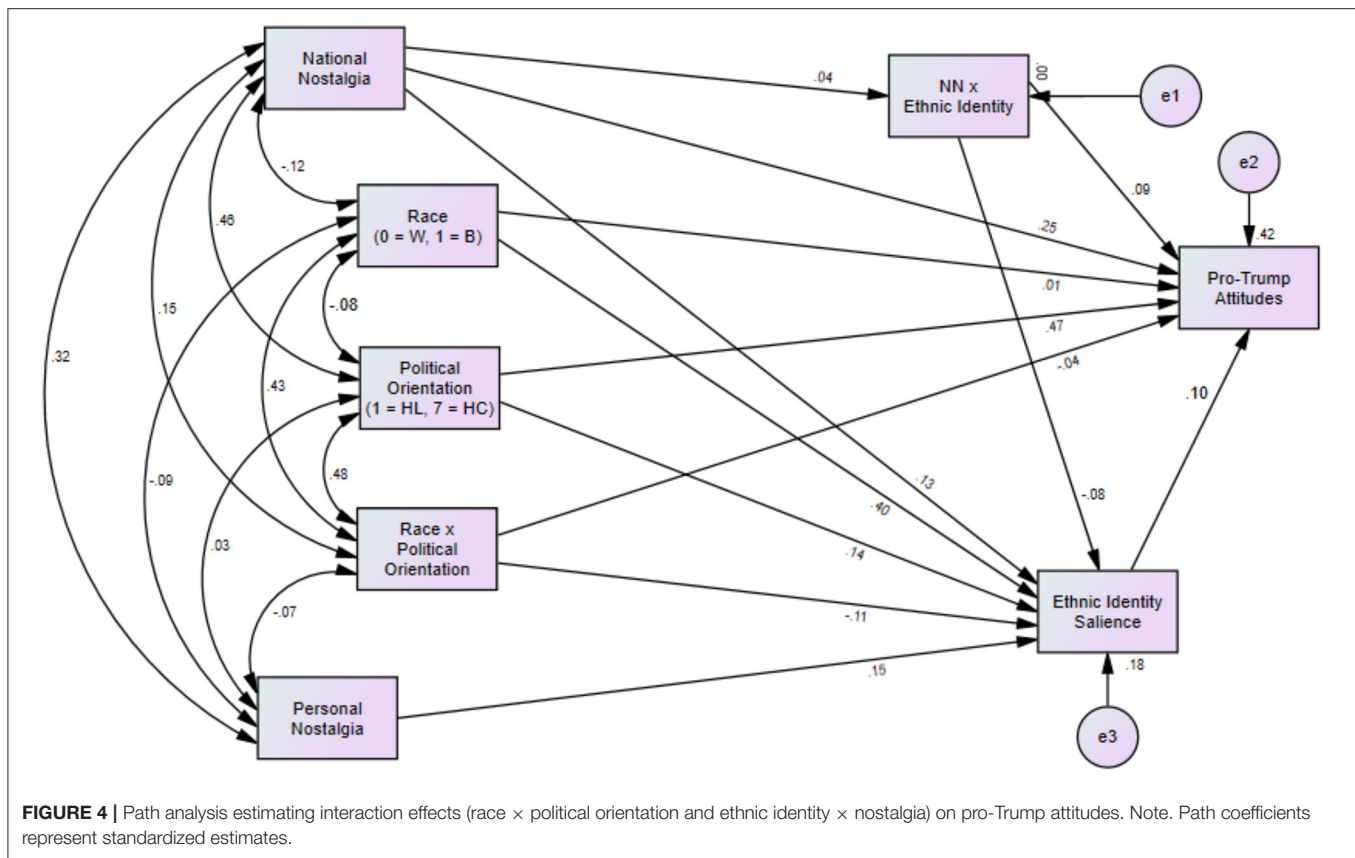 National
Nostalgia
.04
NN x
Ethnic Identity
.00
e1
e2
-.12
.46
Race
(0 = W, 1 = B)
.09
.25
.42
Pro-Trump
Attitudes
.01
.15
-.08
.47
.32
.43
Political
Orientation
(1 = HL, 7 = HC)
-.04
.10
.48
-.09
.13
-.08
.40
Race x
Political
Orientation
.03
.14
Ethnic Identity
Salience
-.07
-.11
.15
.18
Personal
Nostalgia
e3
FIGURE 4 | Path analysis estimating interaction effects (race × political orientation and ethnic identity × nostalgia) on pro-Trump attitudes. Note. Path coefficients
represent standardized estimates.